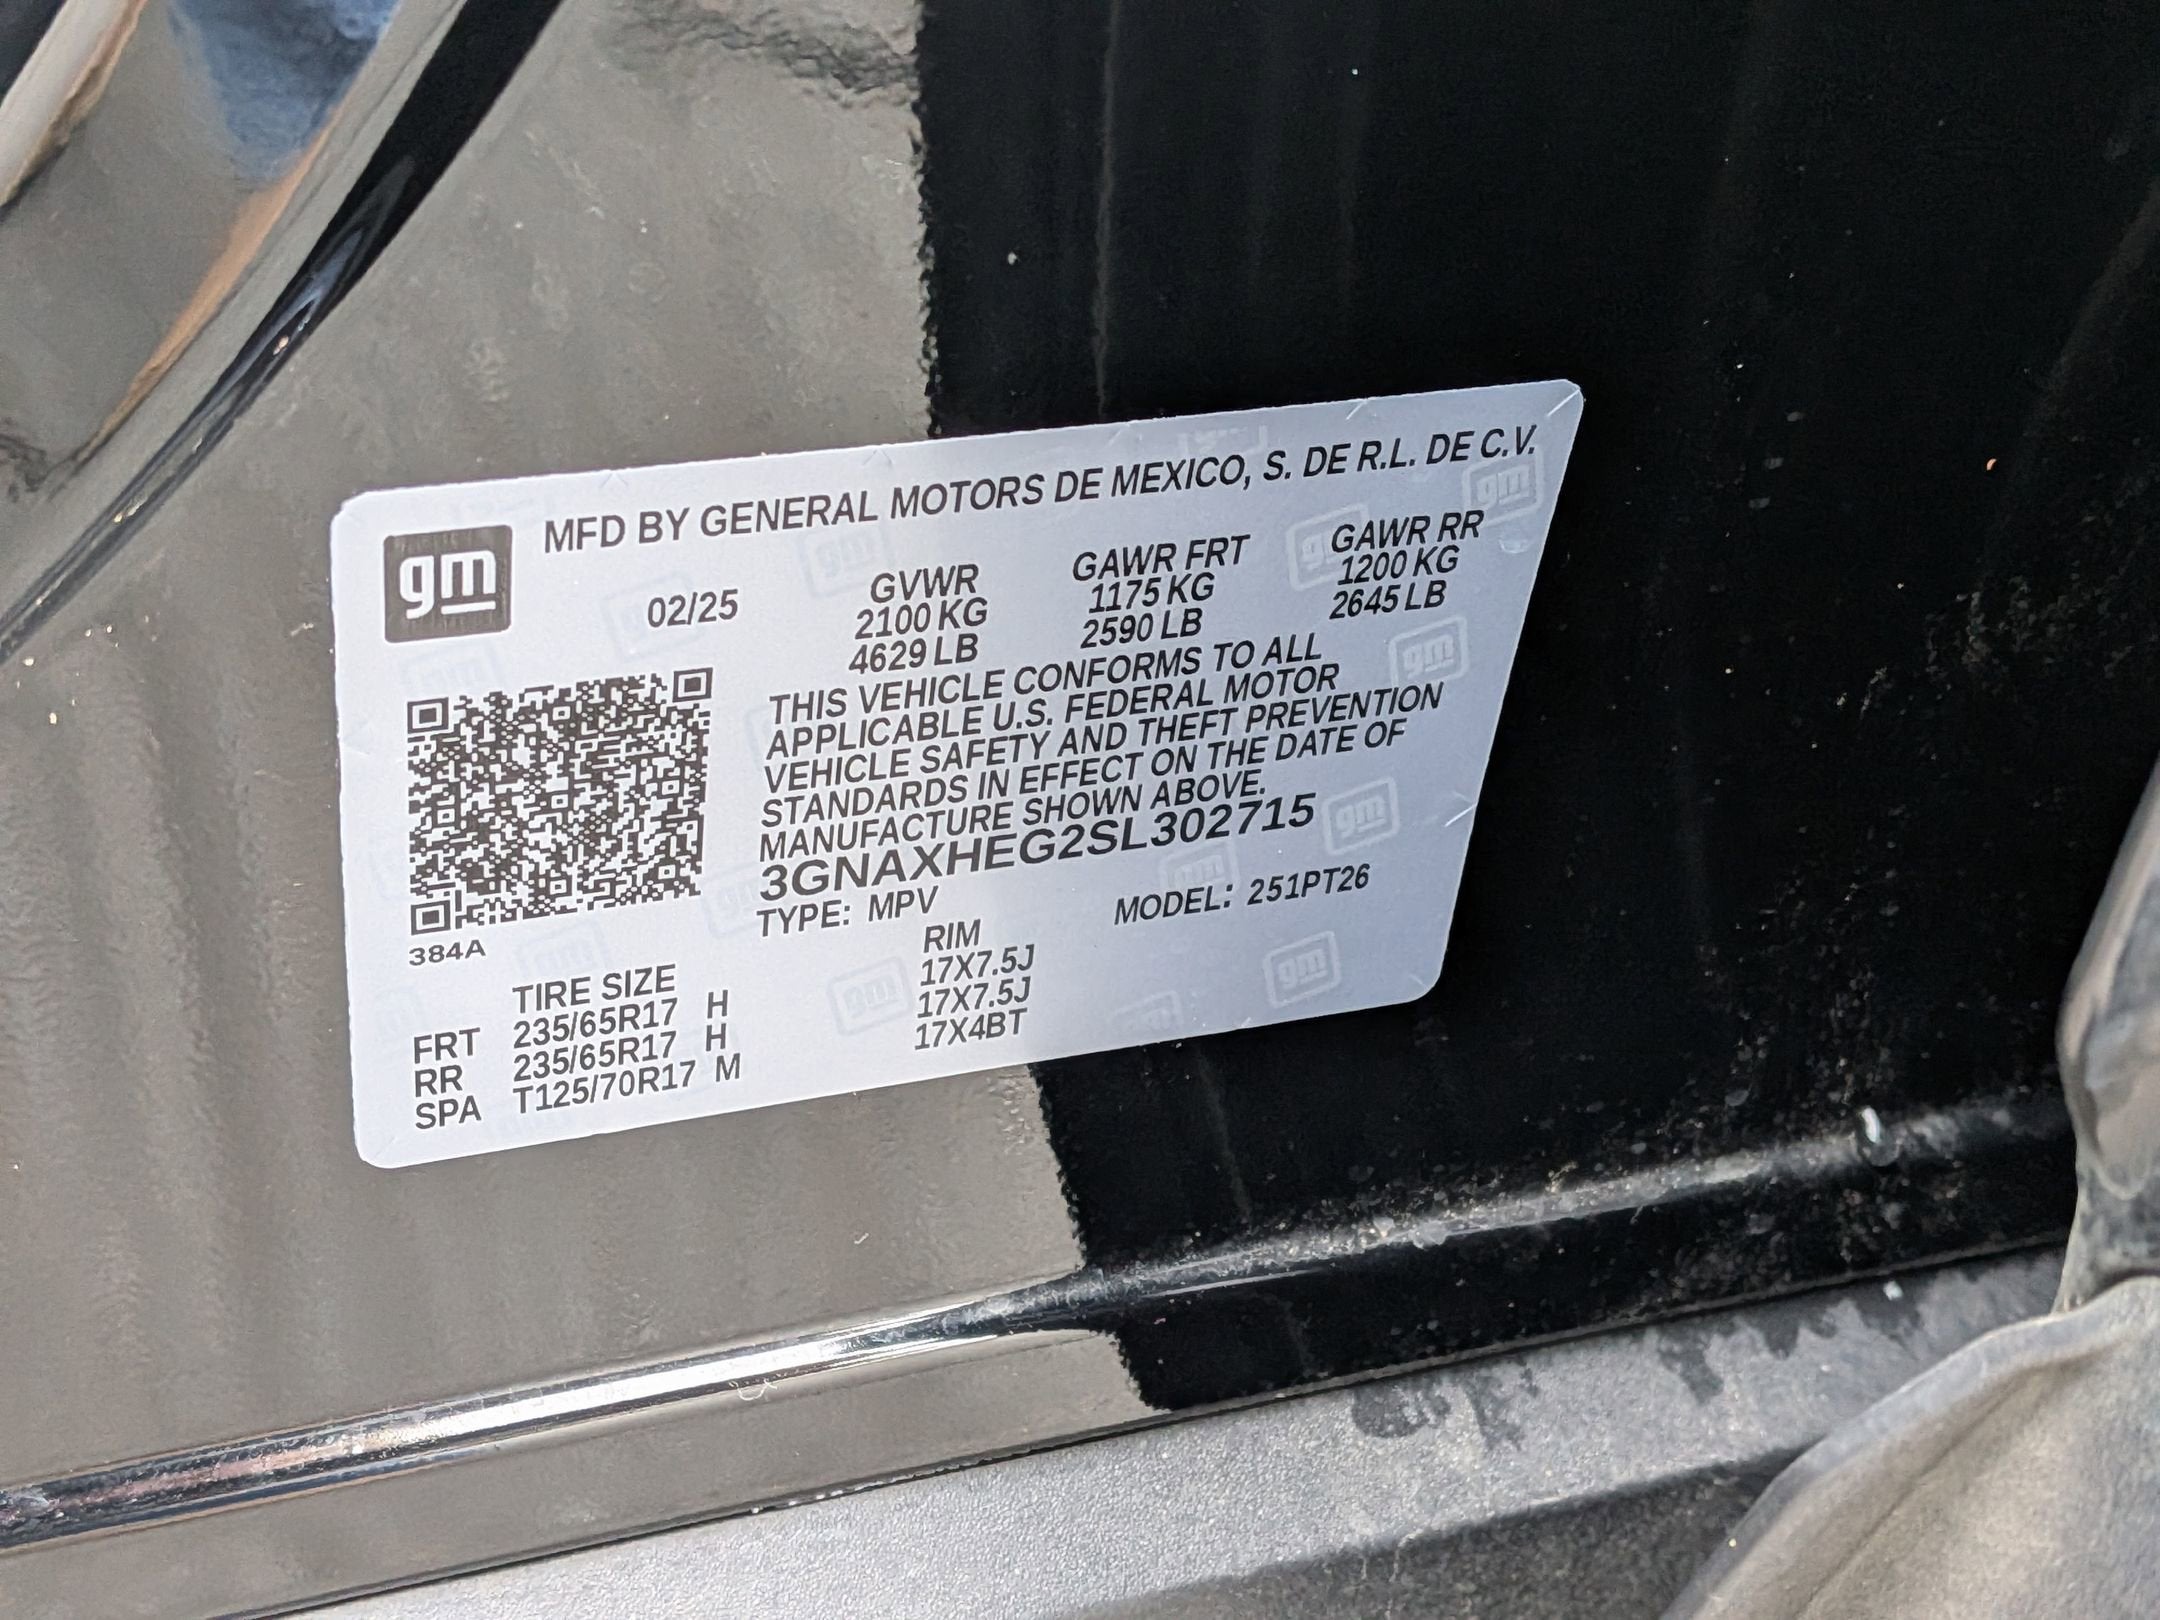 MFD BY GENERAL MOTORS DE MEXICO, S. DE R.L. DE C.V.
gm
02/25
GVWR
2100 KG
4629 LB
GAWR FRT
1175 KG
2590 LB
GAWR RR
1200 KG
2645 LB
THIS VEHICLE CONFORMS TO ALL
APPLICABLE U.S. FEDERAL MOTOR
VEHICLE SAFETY AND THEFT PREVENTION
STANDARDS IN EFFECT ON THE DATE OF
MANUFACTURE SHOWN ABOVE.
3GNAXHEG2SL302715
TYPE: MPV MODEL: 251PT26
384A
TIRE SIZE RIM
FRT 235/65R17 H 17X7.5J
RR 235/65R17 H 17X7.5J
SPA T125/70R17 M 17X4BT